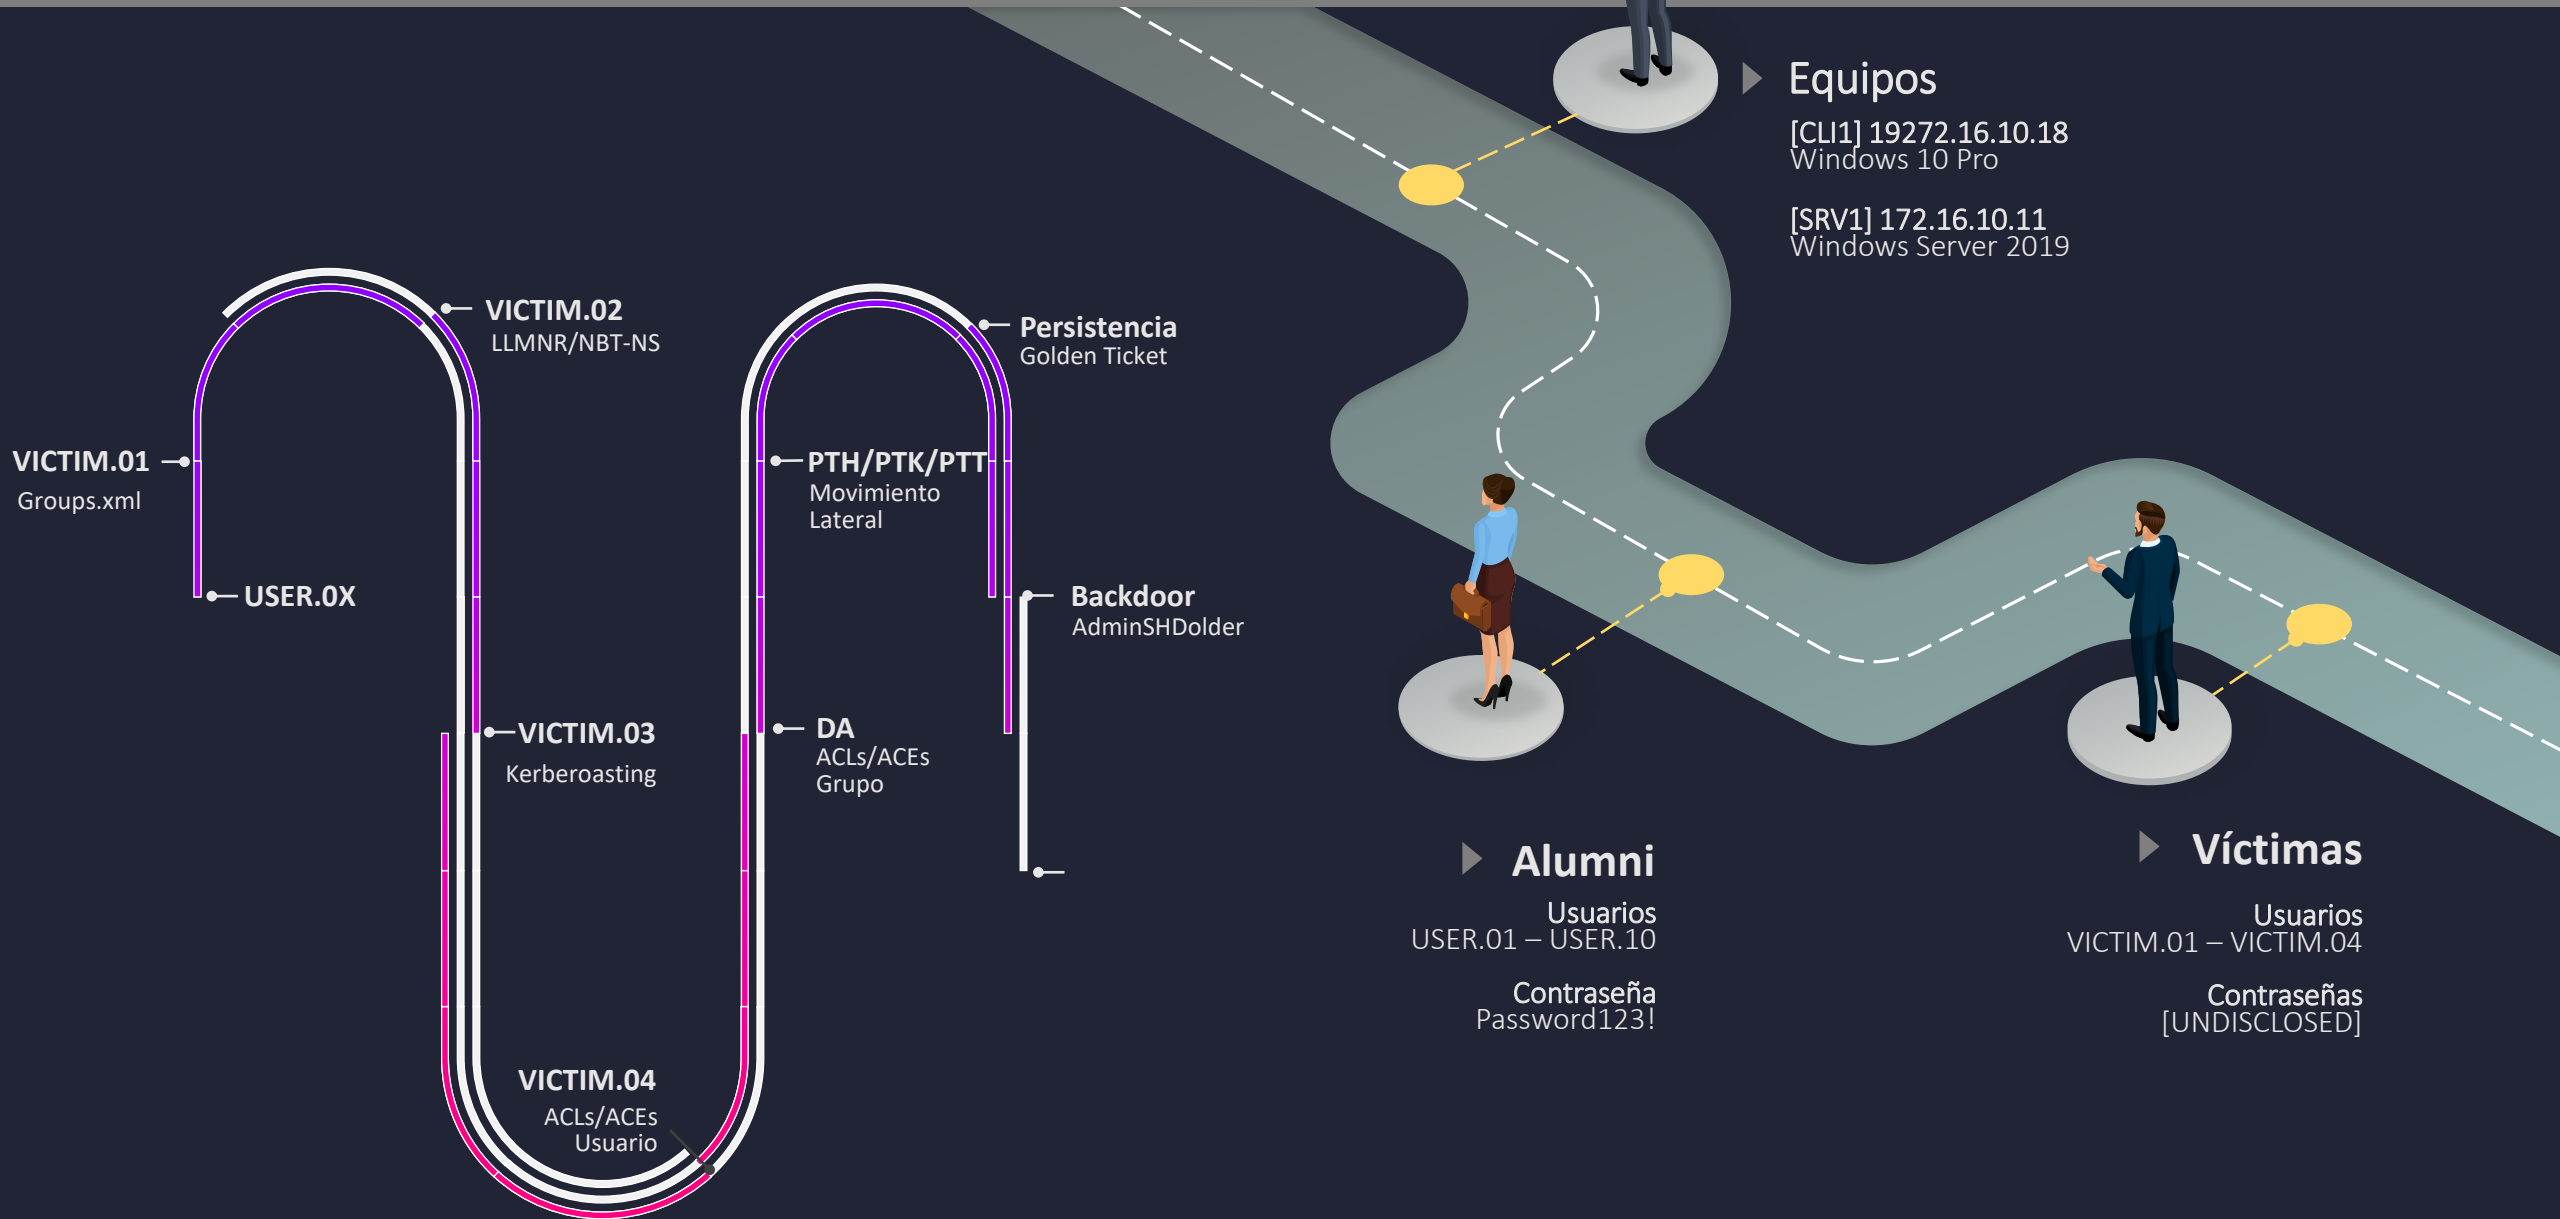 VICTIM.01
Groups.xml
USER.0X
VICTIM.02
LLMNR/NBT-NS
VICTIM.03
Kerberoasting
VICTIM.04
ACLs/ACEs
Usuario
DA
ACLs/ACEs
Grupo
PTH/PTK/PTT
Movimiento
Lateral
Persistencia
Golden Ticket
Backdoor
AdminSHDolder
Equipos
[CLI1] 19272.16.10.18
Windows 10 Pro
[SRV1] 172.16.10.11
Windows Server 2019
Alumni
Usuarios
USER.01 – USER.10
Contraseña
Password123!
Víctimas
Usuarios
VICTIM.01 – VICTIM.04
Contraseñas
[UNDISCLOSED]